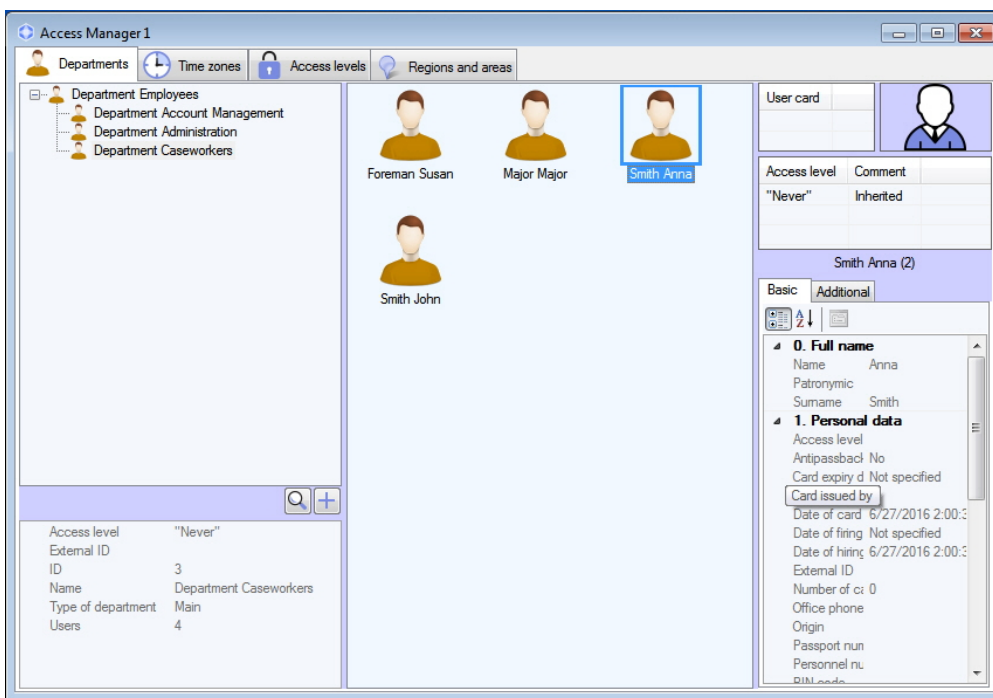 Access Manager 1
Departments
Time zones
Access levels
Regions and areas
Department Employees
Department Account Management
Department Administration
Department Caseworkers
Foreman Susan
Major Major
Smith Anna
Smith John
Access level "Never"
External ID
ID 3
Name Department Caseworkers
Type of department Main
Users 4
User card
Access level Comment
"Never" Inherited
Smith Anna (2)
Basic
Additional
0. Full name
Name Anna
Patronymic
Surname Smith
1. Personal data
Access level
Antipassback No
Card expiry d Not specified
Card issued by
Date of card 6/27/2016 2:00:3
Date of firing Not specified
Date of hiring 6/27/2016 2:00:3
External ID
Number of ca 0
Office phone
Origin
Passport num
Personnel nu
PIN code